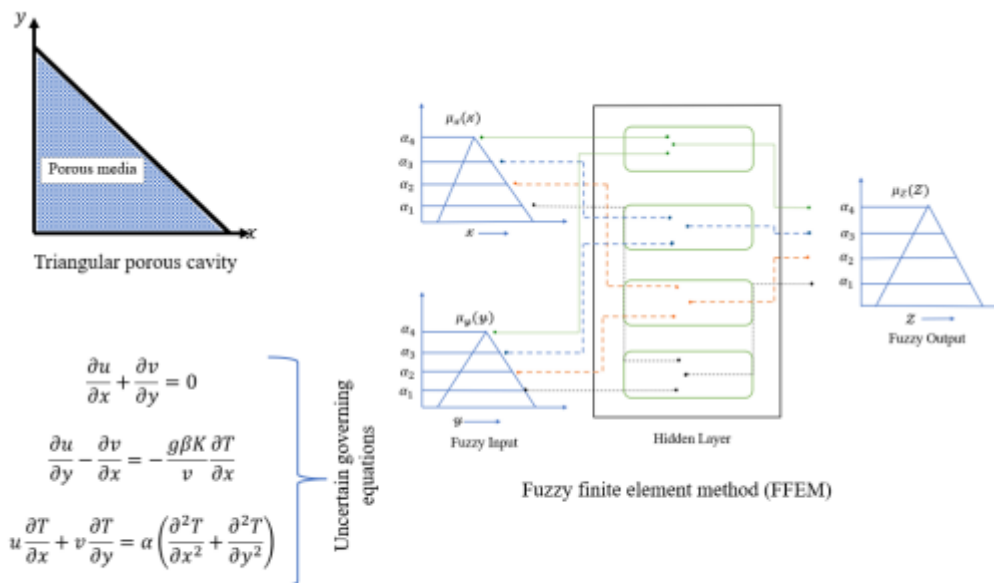 y
Porous media
x
Triangular porous cavity
∂u/∂x + ∂v/∂y = 0
∂u/∂y − ∂v/∂x = − gβK/v ∂T/∂x
u ∂T/∂x + v ∂T/∂y = α (∂²T/∂x² + ∂²T/∂y²)
Uncertain governing
equations
μₓ(x)
α₄
α₃
α₂
α₁
x
μᵧ(y)
α₄
α₃
α₂
α₁
y
Fuzzy Input
Hidden Layer
μ_Z(Z)
α₄
α₃
α₂
α₁
Z
Fuzzy Output
Fuzzy finite element method (FFEM)